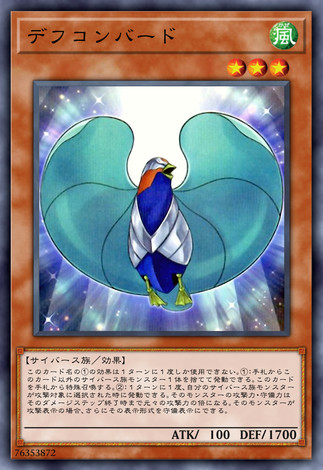 デフコンバード
風
【サイバース族／効果】
このカード名の①の効果は１ターンに１度しか使用できない。①：手札からこ
のカード以外のサイバース族モンスター１体を捨てて発動できる。このカード
を手札から特殊召喚する。②：１ターンに１度、自分のサイバース族モンスター
が攻撃対象に選択された時に発動できる。そのモンスターの攻撃力・守備力は
そのダメージステップ終了時まで元々の攻撃力の倍になる。そのモンスターが
攻撃表示の場合、さらにその表示形式を守備表示にできる。
ATK/ 100 DEF/1700
76353872